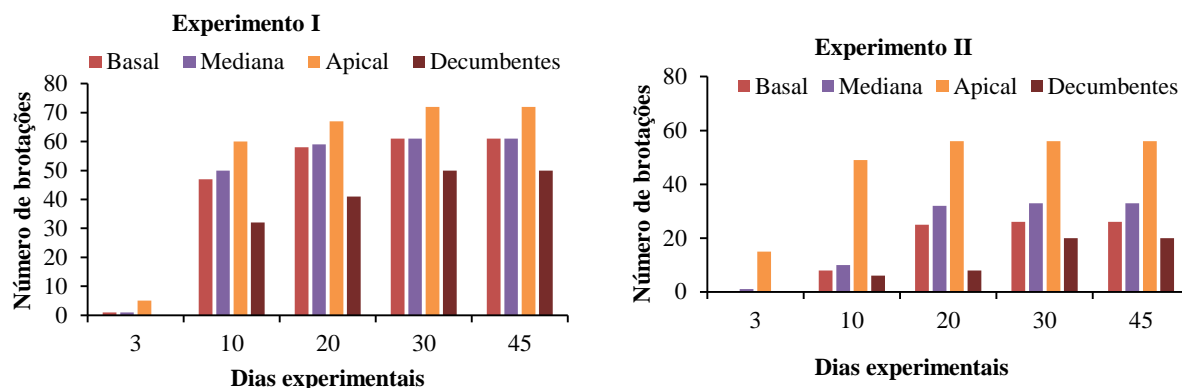 Experimento I
Basal Mediana Apical Decumbentes
Número de brotações
80
70
60
50
40
30
20
10
0
3 10 20 30 45
Dias experimentais
Experimento II
Basal Mediana Apical Decumbentes
Número de brotações
80
60
40
20
0
3 10 20 30 45
Dias experimentais